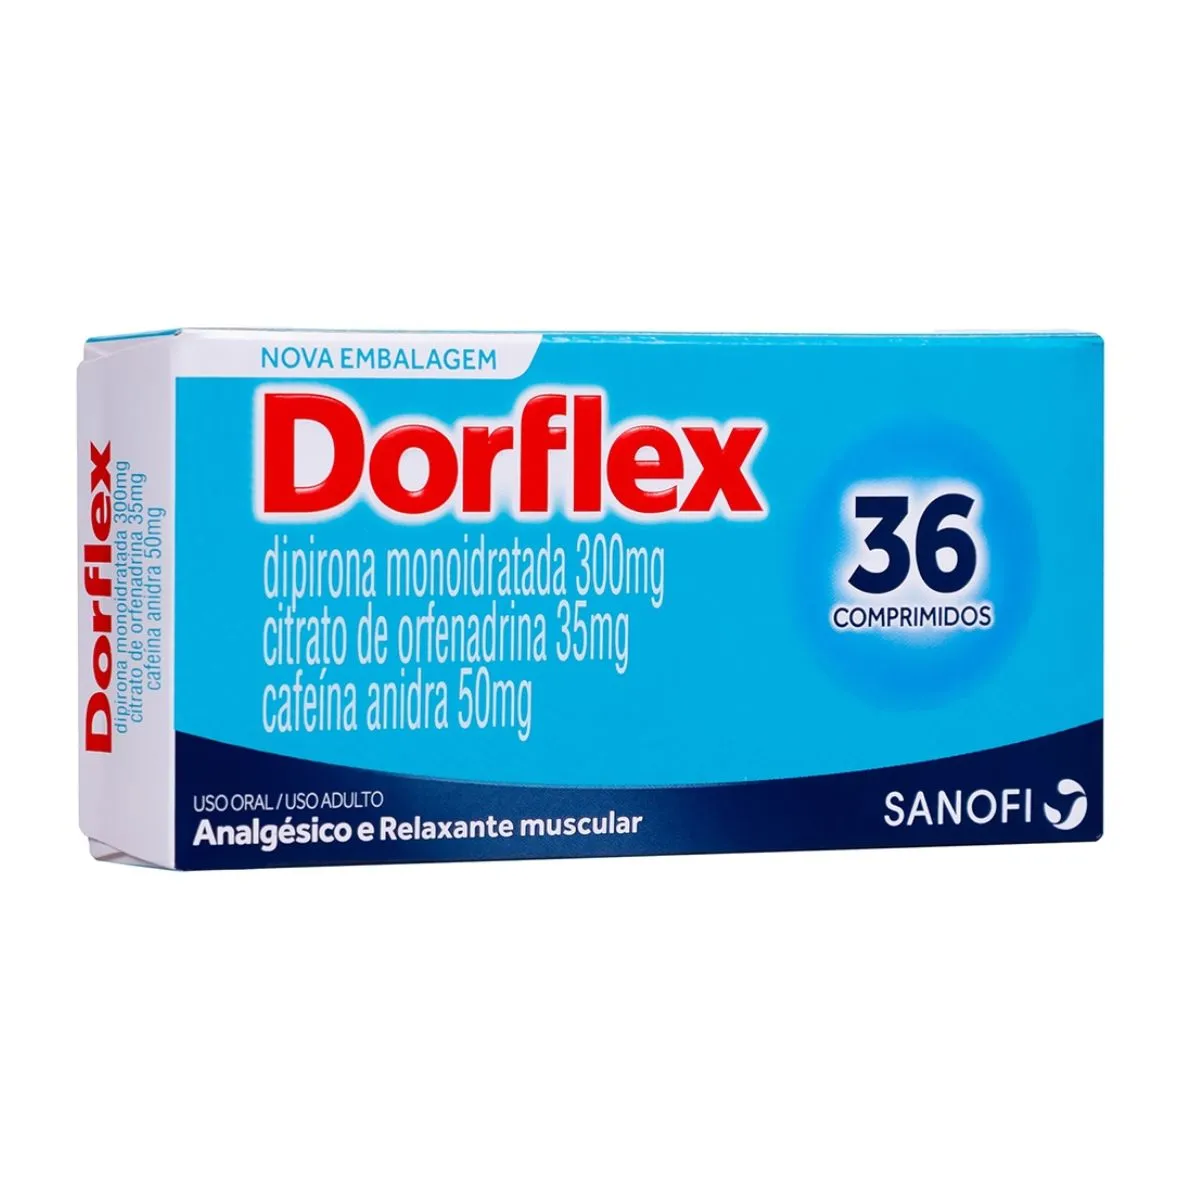 NOVA EMBALAGEM
Dorflex
dipirona monoidratada 300mg
citrato de orfenadrina 35mg
cafeína anidra 50mg
36
COMPRIMIDOS
USO ORAL/USO ADULTO
Analgésico e Relaxante muscular
SANOFI
Dorflex
dipirona monoidratada 300mg
citrato de orfenadrina 35mg
cafeína anidra 50mg